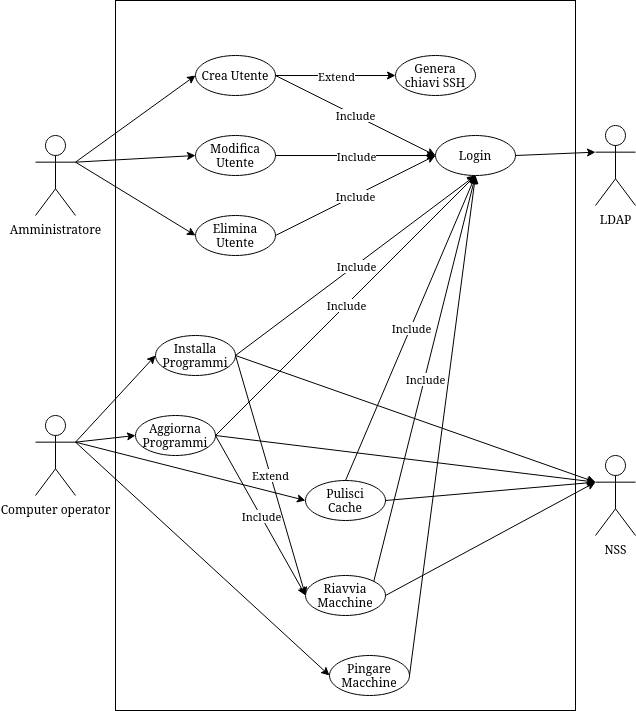 Crea Utente
Extend
Genera
chiavi SSH
Include
Modifica
Utente
Include
Login
Include
Elimina
Utente
Amministratore
LDAP
Include
Include
Include
Installa
Programmi
Include
Aggiorna
Programmi
Extend
Include
Pulisci
Cache
Computer operator
NSS
Riavvia
Macchine
Pingare
Macchine